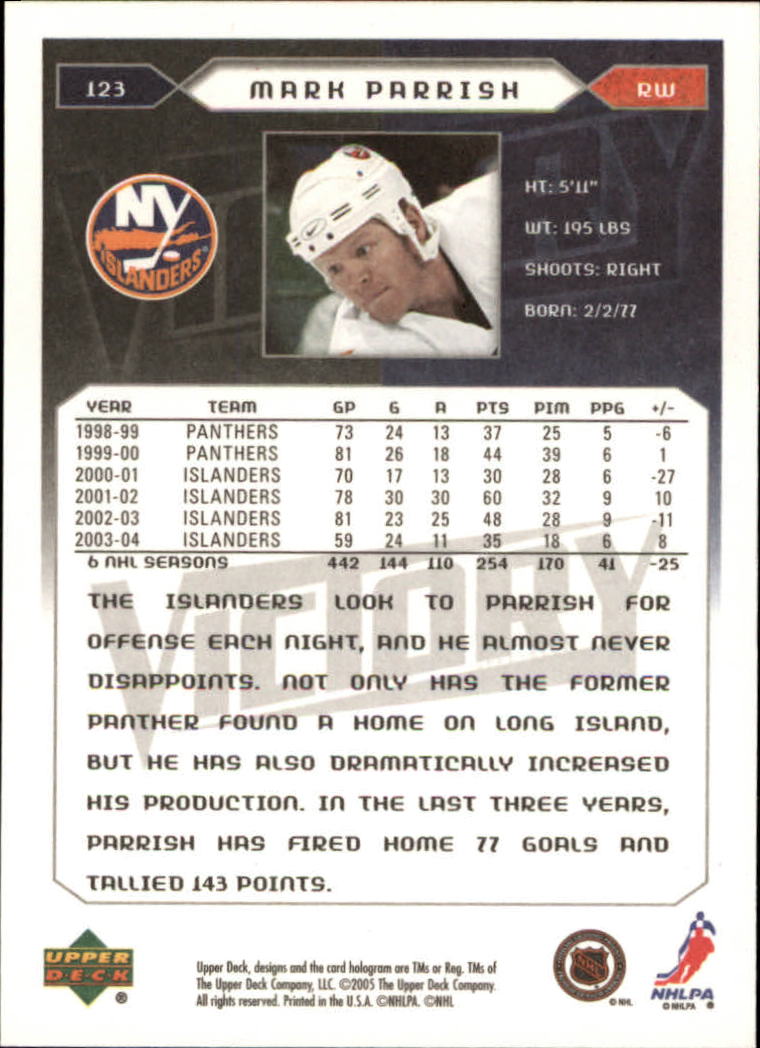 123
MARK PARRISH
RW
NY
ISLANDERS
HT: 5'11"
WT: 195 LBS
SHOOTS: RIGHT
BORN: 2/2/77
YEAR TEAM GP G A PTS PIM PPG +/-
1998-99 PANTHERS 73 24 13 37 25 5 -6
1999-00 PANTHERS 81 26 18 44 39 6 1
2000-01 ISLANDERS 70 17 13 30 28 6 -27
2001-02 ISLANDERS 78 30 30 60 32 9 10
2002-03 ISLANDERS 81 23 25 48 28 9 -11
2003-04 ISLANDERS 59 24 11 35 18 6 8
6 NHL SEASONS 442 144 110 254 170 41 -25
VICTORY
THE ISLANDERS LOOK TO PARRISH FOR
OFFENSE EACH NIGHT, AND HE ALMOST NEVER
DISAPPOINTS. NOT ONLY HAS THE FORMER
PANTHER FOUND A HOME ON LONG ISLAND,
BUT HE HAS ALSO DRAMATICALLY INCREASED
HIS PRODUCTION. IN THE LAST THREE YEARS,
PARRISH HAS FIRED HOME 77 GOALS AND
TALLIED 143 POINTS.
UPPER
DECK
®
Upper Deck, designs and the card hologram are TMs or Reg. TMs of
The Upper Deck Company, LLC. ©2005 The Upper Deck Company.
All rights reserved. Printed in the U.S.A. ©NHLPA. ©NHL
NHL
© NHL
NHLPA
© NHLPA ®